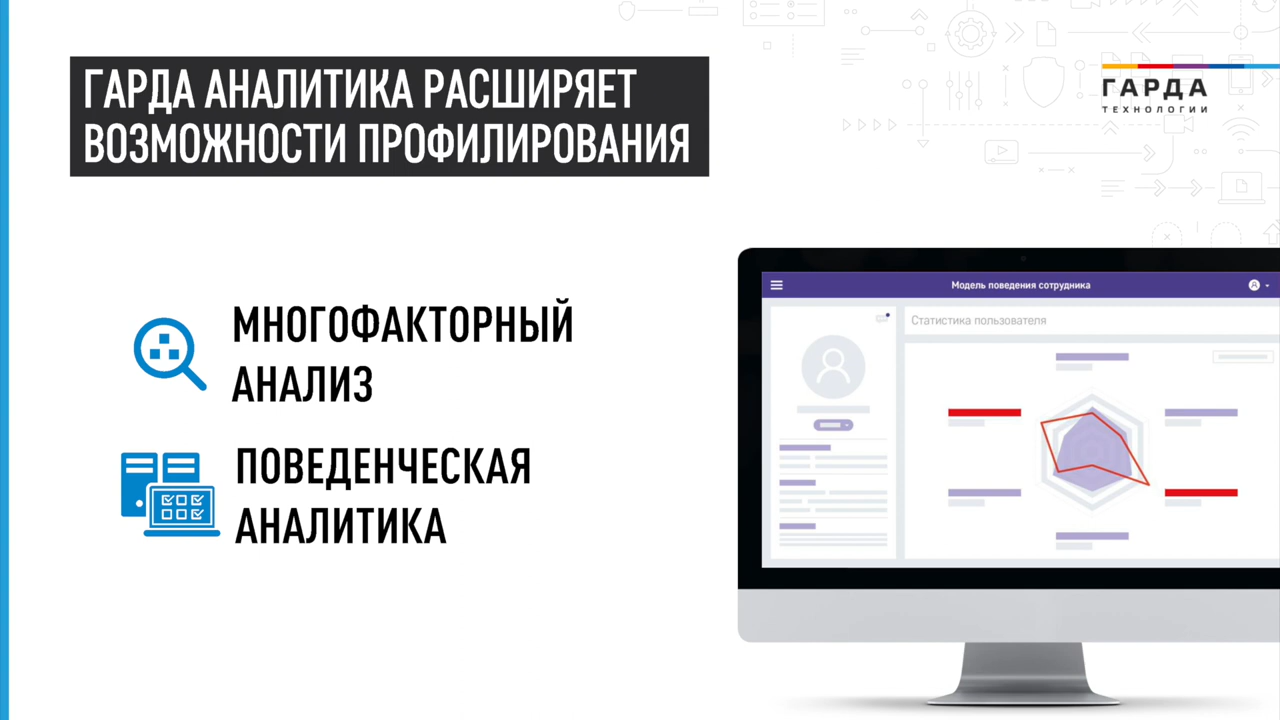 ГАРДА АНАЛИТИКА РАСШИРЯЕТ
ВОЗМОЖНОСТИ ПРОФИЛИРОВАНИЯ
ГАРДА
ТЕХНОЛОГИИ
МНОГОФАКТОРНЫЙ
АНАЛИЗ
ПОВЕДЕНЧЕСКАЯ
АНАЛИТИКА
Модель поведения сотрудника
Статистика пользователя